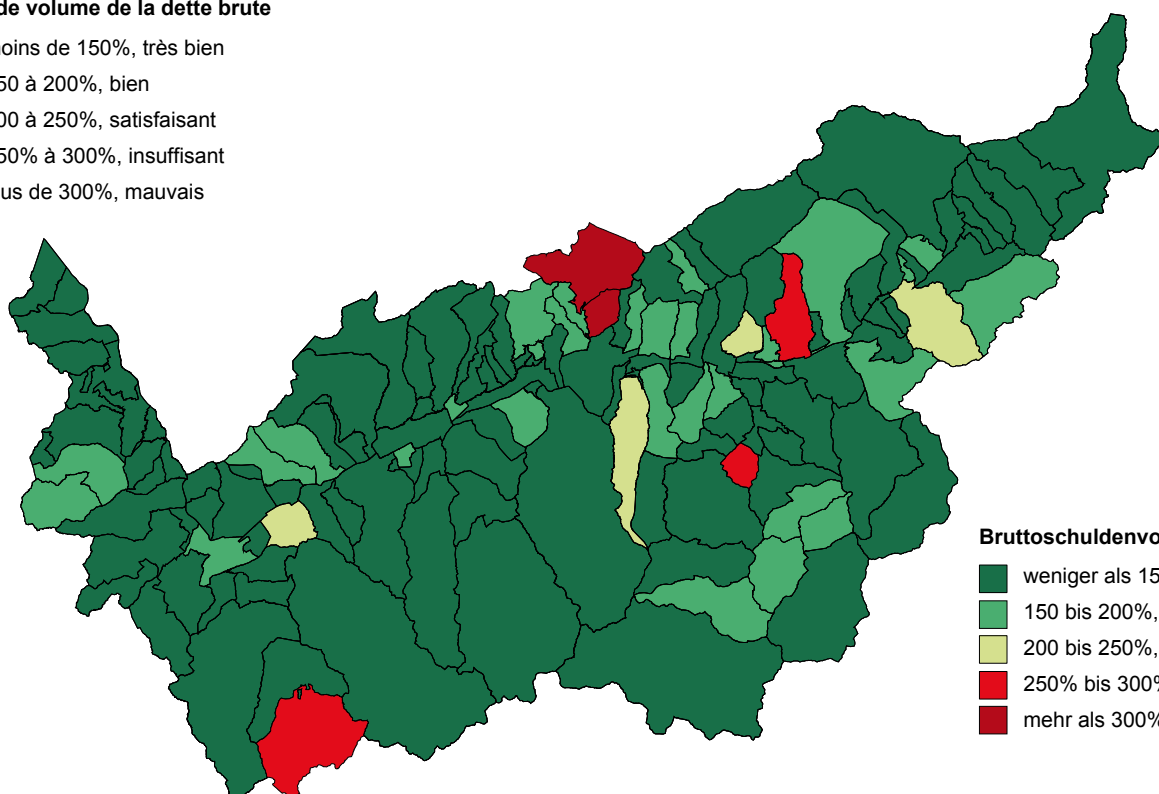 de volume de la dette brute
oins de 150%, très bien
50 à 200%, bien
00 à 250%, satisfaisant
50% à 300%, insuffisant
us de 300%, mauvais
Bruttoschuldenvo
weniger als 15
150 bis 200%,
200 bis 250%,
250% bis 300%
mehr als 300%